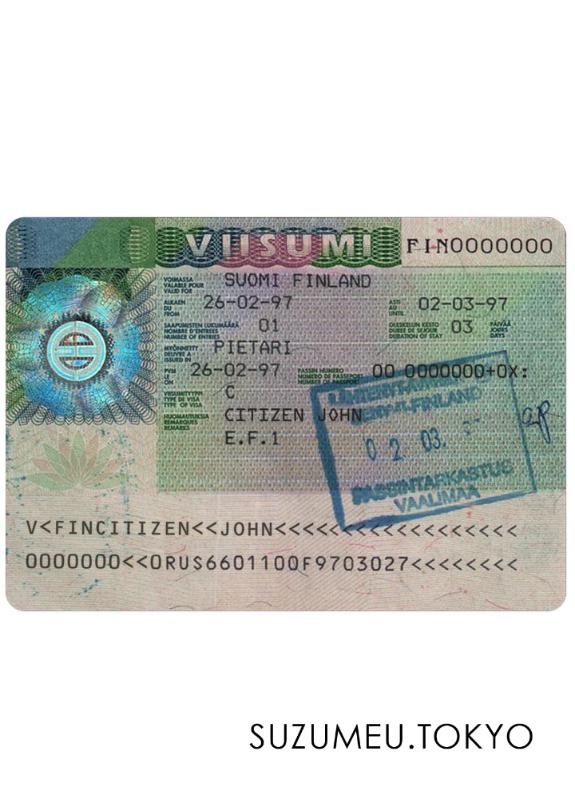 VIISUMI
FIN0000000
VOIMASSA SUOMI FINLAND
VALABLE POUR
VALID FOR
ALKAEN 26-02-97 ASTI 02-03-97
DU AU
FROM UNTIL
SAAPUMISTEN LUKUMÄÄRÄ 01 OLESKELUN KESTO 03 PÄIVÄÄ
NOMBRE D'ENTREES DUREE DE SEJOUR JOURS
NUMBER OF ENTRIES DURATION OF STAY DAYS
MYÖNNETTY PIETARI
DELIVRE A
ISSUED IN
PVM 26-02-97 PASSIN NUMERO 00 0000000+0X:
LE NUMERO DE PASSEPORT
ON NUMBER OF PASSPORT
VIISUMITYYPPI C
TYPE DE VISA
TYPE OF VISA
HUOMAUTUKSIA CITIZEN JOHN
REMARQUES E.F.1
REMARKS
FINLAND
02.03.
PASSINTARKASTUS
VAALIMAA
V<FINCITIZEN<<JOHN<<<<<<<<<<<<<<<<<<
0000000<<0RUS6601100F9703027<<<<<<<<
SUZUMEU.TOKYO